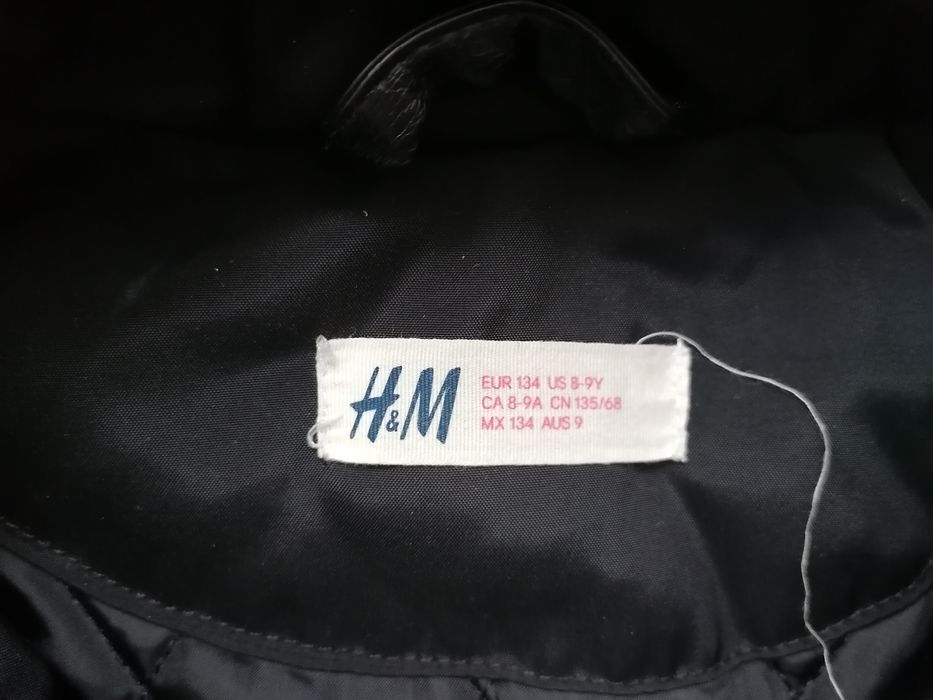 H&M
EUR 134 US 8-9Y
CA 8-9A CN 135/68
MX 134 AUS 9